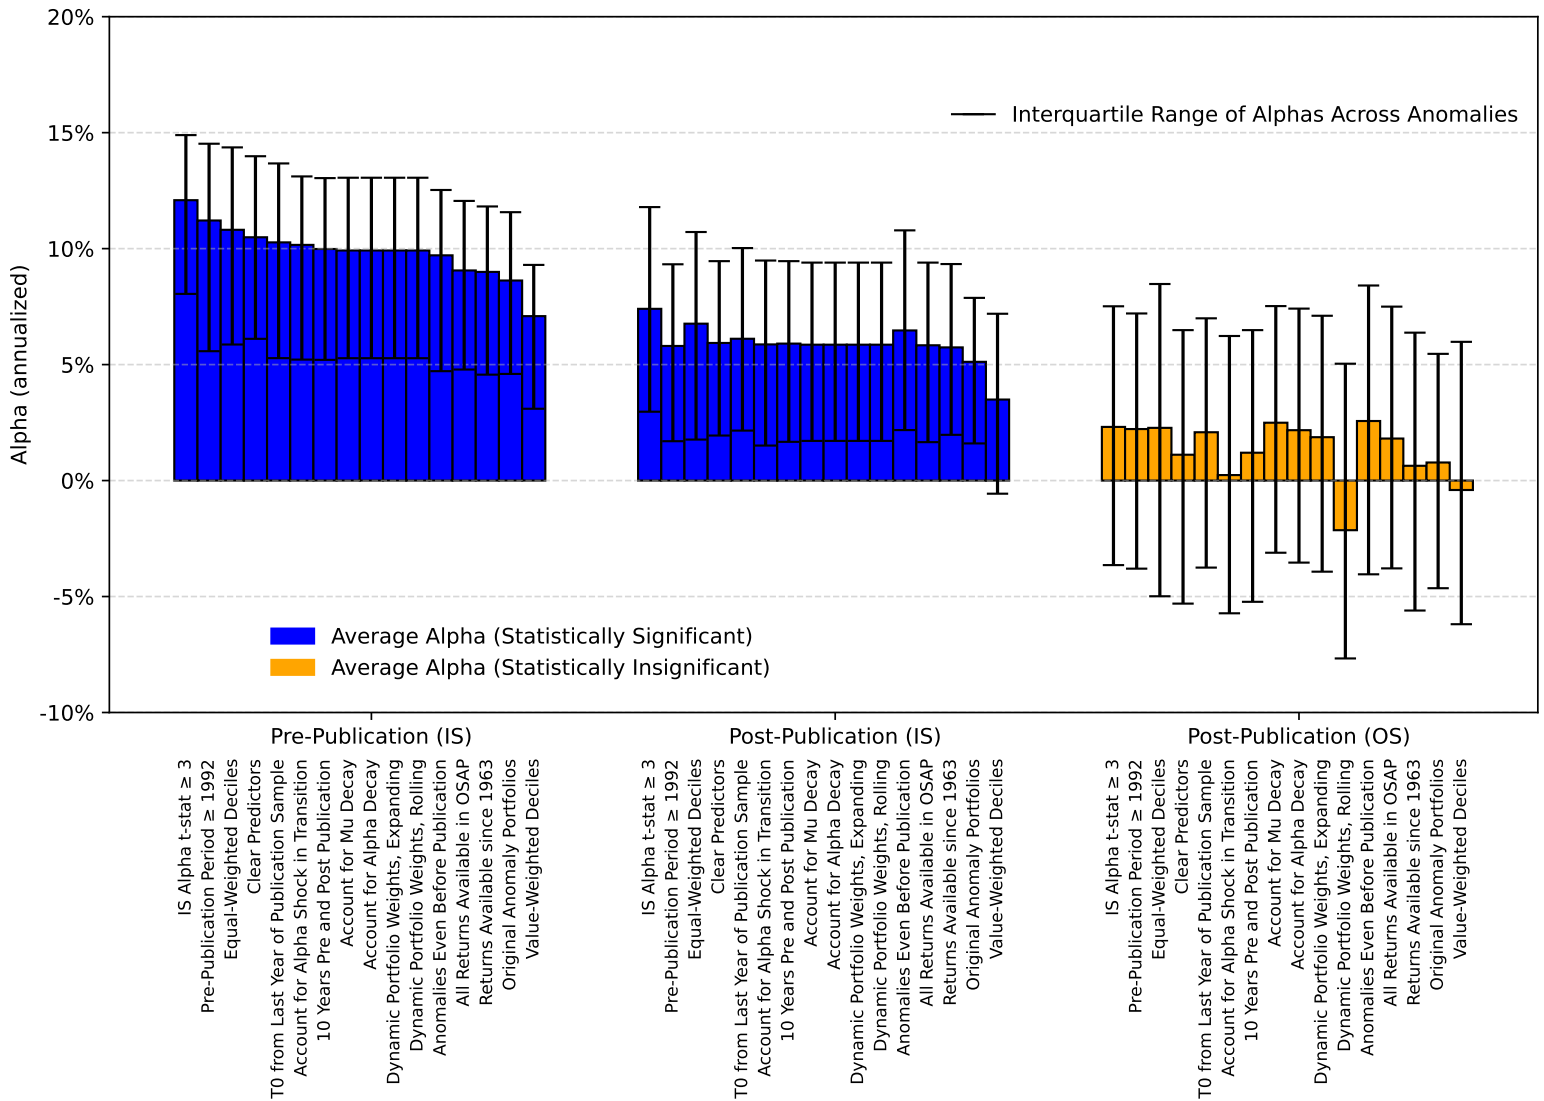 20%
15%
10%
5%
0%
-5%
-10%
Alpha (annualized)
Interquartile Range of Alphas Across Anomalies
Average Alpha (Statistically Significant)
Average Alpha (Statistically Insignificant)
Pre-Publication (IS)
Post-Publication (IS)
Post-Publication (OS)
IS Alpha t-stat ≥ 3
Pre-Publication Period ≥ 1992
Equal-Weighted Deciles
Clear Predictors
T0 from Last Year of Publication Sample
Account for Alpha Shock in Transition
10 Years Pre and Post Publication
Account for Mu Decay
Account for Alpha Decay
Dynamic Portfolio Weights, Expanding
Dynamic Portfolio Weights, Rolling
Anomalies Even Before Publication
All Returns Available in OSAP
Returns Available since 1963
Original Anomaly Portfolios
Value-Weighted Deciles
IS Alpha t-stat ≥ 3
Pre-Publication Period ≥ 1992
Equal-Weighted Deciles
Clear Predictors
T0 from Last Year of Publication Sample
Account for Alpha Shock in Transition
10 Years Pre and Post Publication
Account for Mu Decay
Account for Alpha Decay
Dynamic Portfolio Weights, Expanding
Dynamic Portfolio Weights, Rolling
Anomalies Even Before Publication
All Returns Available in OSAP
Returns Available since 1963
Original Anomaly Portfolios
Value-Weighted Deciles
IS Alpha t-stat ≥ 3
Pre-Publication Period ≥ 1992
Equal-Weighted Deciles
Clear Predictors
T0 from Last Year of Publication Sample
Account for Alpha Shock in Transition
10 Years Pre and Post Publication
Account for Mu Decay
Account for Alpha Decay
Dynamic Portfolio Weights, Expanding
Dynamic Portfolio Weights, Rolling
Anomalies Even Before Publication
All Returns Available in OSAP
Returns Available since 1963
Original Anomaly Portfolios
Value-Weighted Deciles